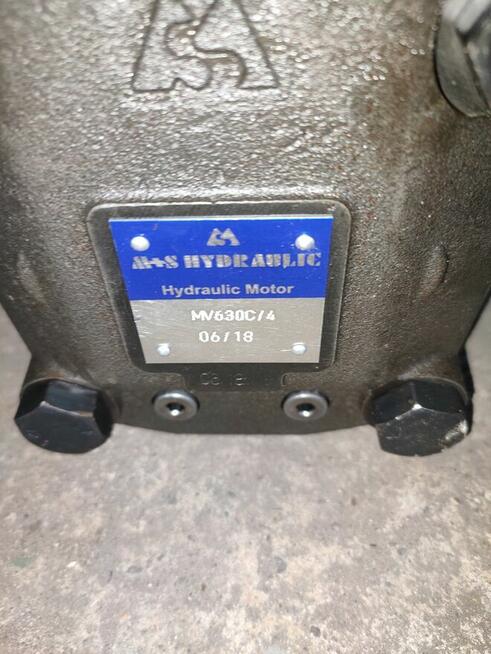 M+S HYDRAULIC
Hydraulic Motor
MV630C/4
06/18